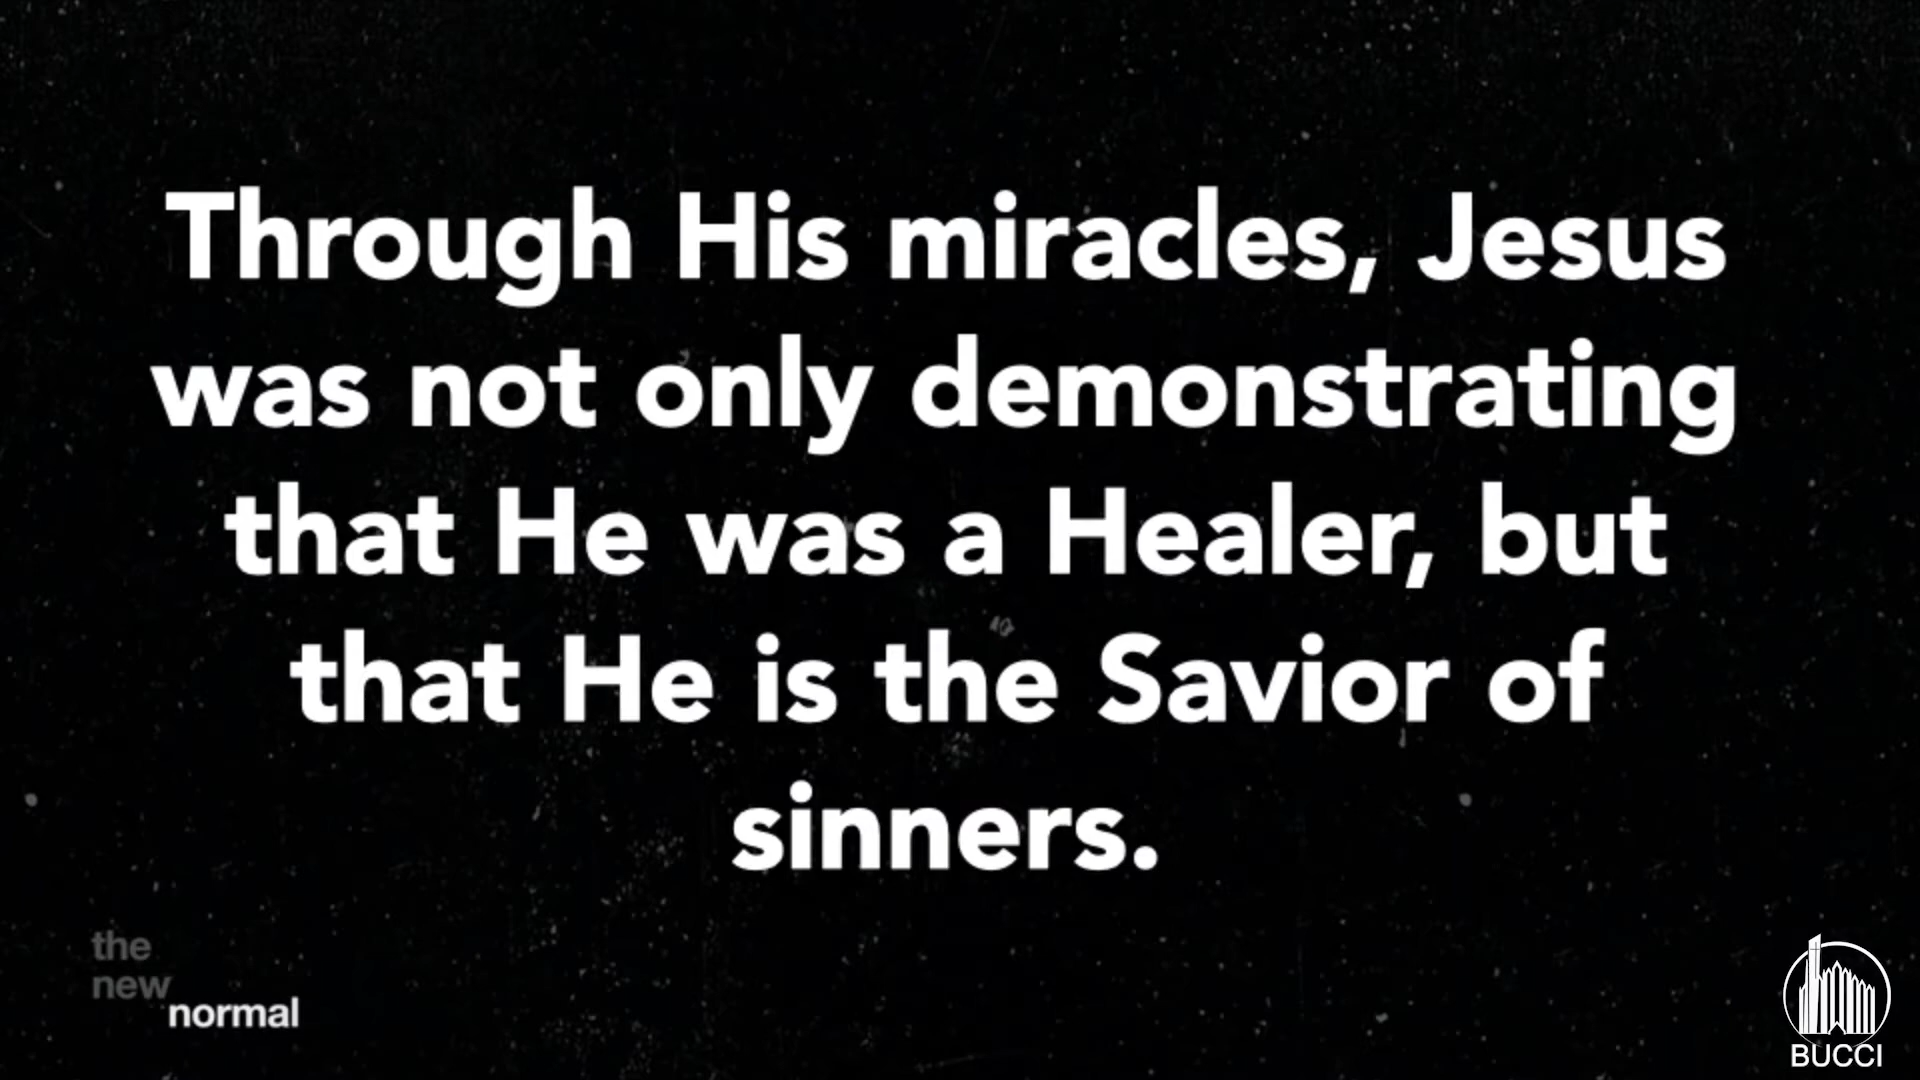 Through His miracles, Jesus
was not only demonstrating
that He was a Healer, but
that He is the Savior of
sinners.
the
new
normal
BUCCI